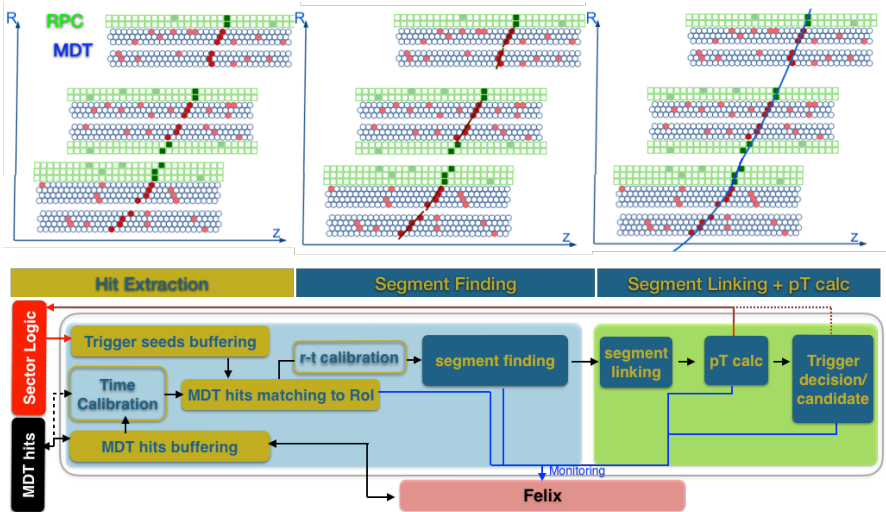 R
RPC
MDT
z
R
z
R
z
Hit Extraction
Segment Finding
Segment Linking + pT calc
Sector Logic
MDT hits
Trigger seeds buffering
Time
Calibration
MDT hits buffering
r-t calibration
MDT hits matching to RoI
segment finding
segment
linking
pT calc
Trigger
decision/
candidate
Monitoring
Felix